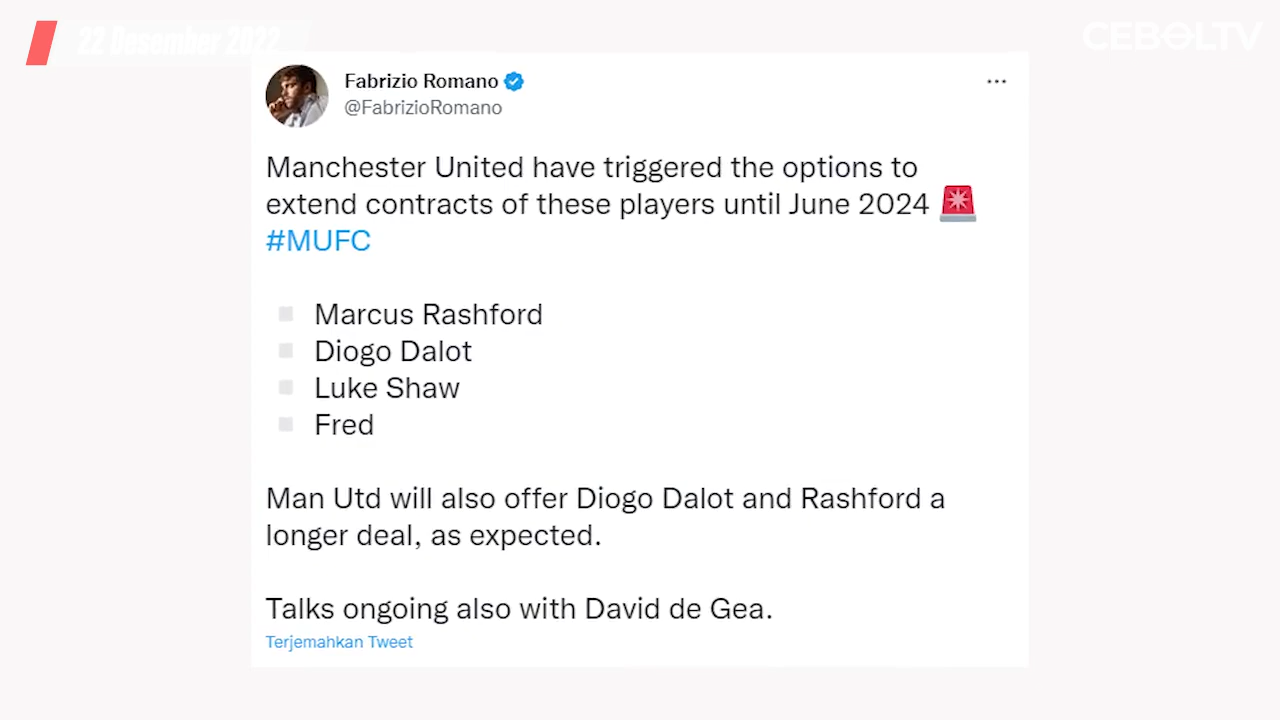 22 Desember 2022
CEBOLTV
Fabrizio Romano
@FabrizioRomano
Manchester United have triggered the options to
extend contracts of these players until June 2024
#MUFC
Marcus Rashford
Diogo Dalot
Luke Shaw
Fred
Man Utd will also offer Diogo Dalot and Rashford a
longer deal, as expected.
Talks ongoing also with David de Gea.
Terjemahkan Tweet